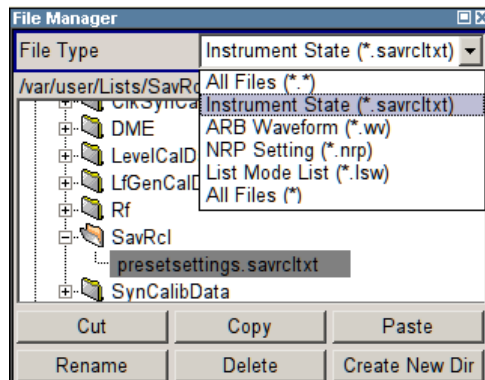 File Manager
File Type
Instrument State (*.savrcltxt)
/var/user/Lists/SavRc
All Files (*.*)
Instrument State (*.savrcltxt)
ARB Waveform (*.wv)
NRP Setting (*.nrp)
List Mode List (*.lsw)
All Files (*)
DME
LevelCalD
LfGenCalD
Rf
SavRcl
presetsettings.savrcltxt
SynCalibData
Cut Copy Paste
Rename Delete Create New Dir